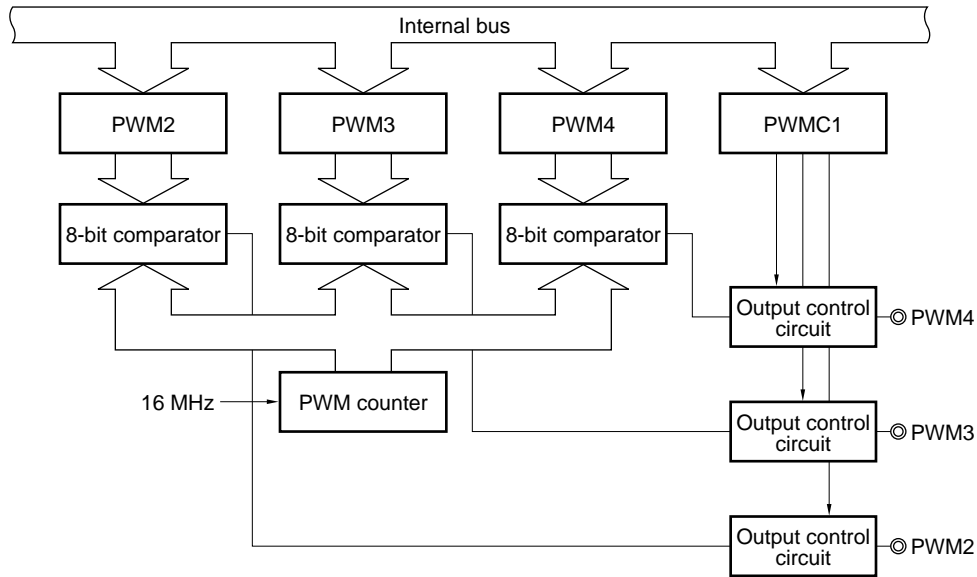 Internal bus
PWM2
PWM3
PWM4
PWMC1
8-bit comparator
8-bit comparator
8-bit comparator
Output control
circuit
PWM4
16 MHz
PWM counter
Output control
circuit
PWM3
Output control
circuit
PWM2